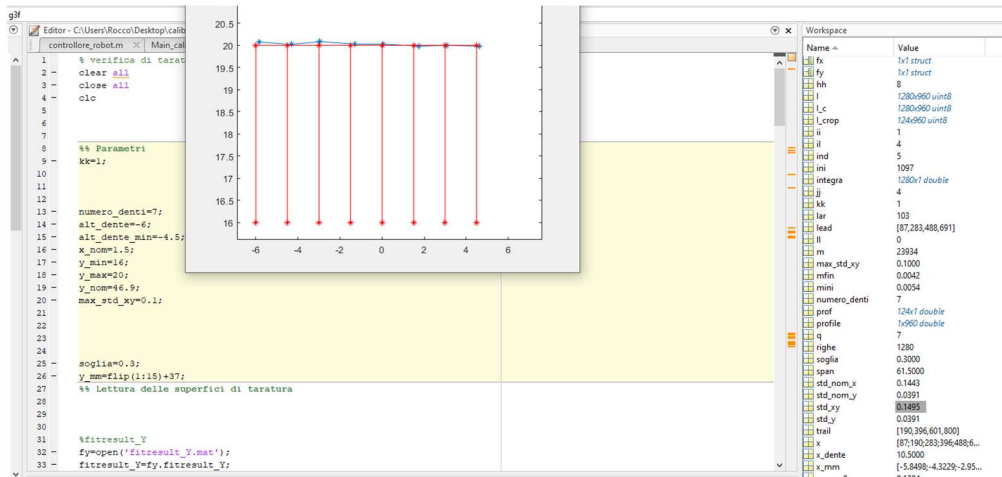 g3f
Editor - C:\Users\Rocco\Desktop\calib
controllore_robot.m
Main_cal
1 % verifica di tarat
2 - clear all
3 - close all
4 - clc
5
6
7
8 %% Parametri
9 - kk=1;
10
11
12
13 - numero_denti=7;
14 - alt_dente=-6;
15 - alt_dente_min=-4.5;
16 - x_nom=1.5;
17 - y_min=16;
18 - y_max=20;
19 - y_nom=46.9;
20 - max_std_xy=0.1;
21
22
23
24
25 - soglia=0.3;
26 - y_mm=flip(1:15)+37;
27 %% Lettura delle superfici di taratura
28
29
30
31 %fitresult_Y
32 - fy=open('fitresult_Y.mat');
33 - fitresult_Y=fy.fitresult_Y;
20.5
20
19.5
19
18.5
18
17.5
17
16.5
16
-6 -4 -2 0 2 4 6
Workspace
Name Value
fx 1x1 struct
fy 1x1 struct
hh 8
I 1280x960 uint8
I_c 1280x960 uint8
I_crop 124x960 uint8
ii 1
il 4
ind 5
ini 1097
integra 1280x1 double
jj 4
kk 1
lar 103
lead [87,283,488,691]
ll 0
m 23934
max_std_xy 0.1000
mfin 0.0042
mini 0.0054
numero_denti 7
prof 124x1 double
profile 1x960 double
q 7
righe 1280
soglia 0.3000
span 61.5000
std_nom_x 0.1443
std_nom_y 0.0391
std_xy 0.1495
std_y 0.0391
trail [190,396,601,800]
x [87;190;283;396;488;6...
x_dente 10.5000
x_mm [-5.8498;-4.3229;-2.95...